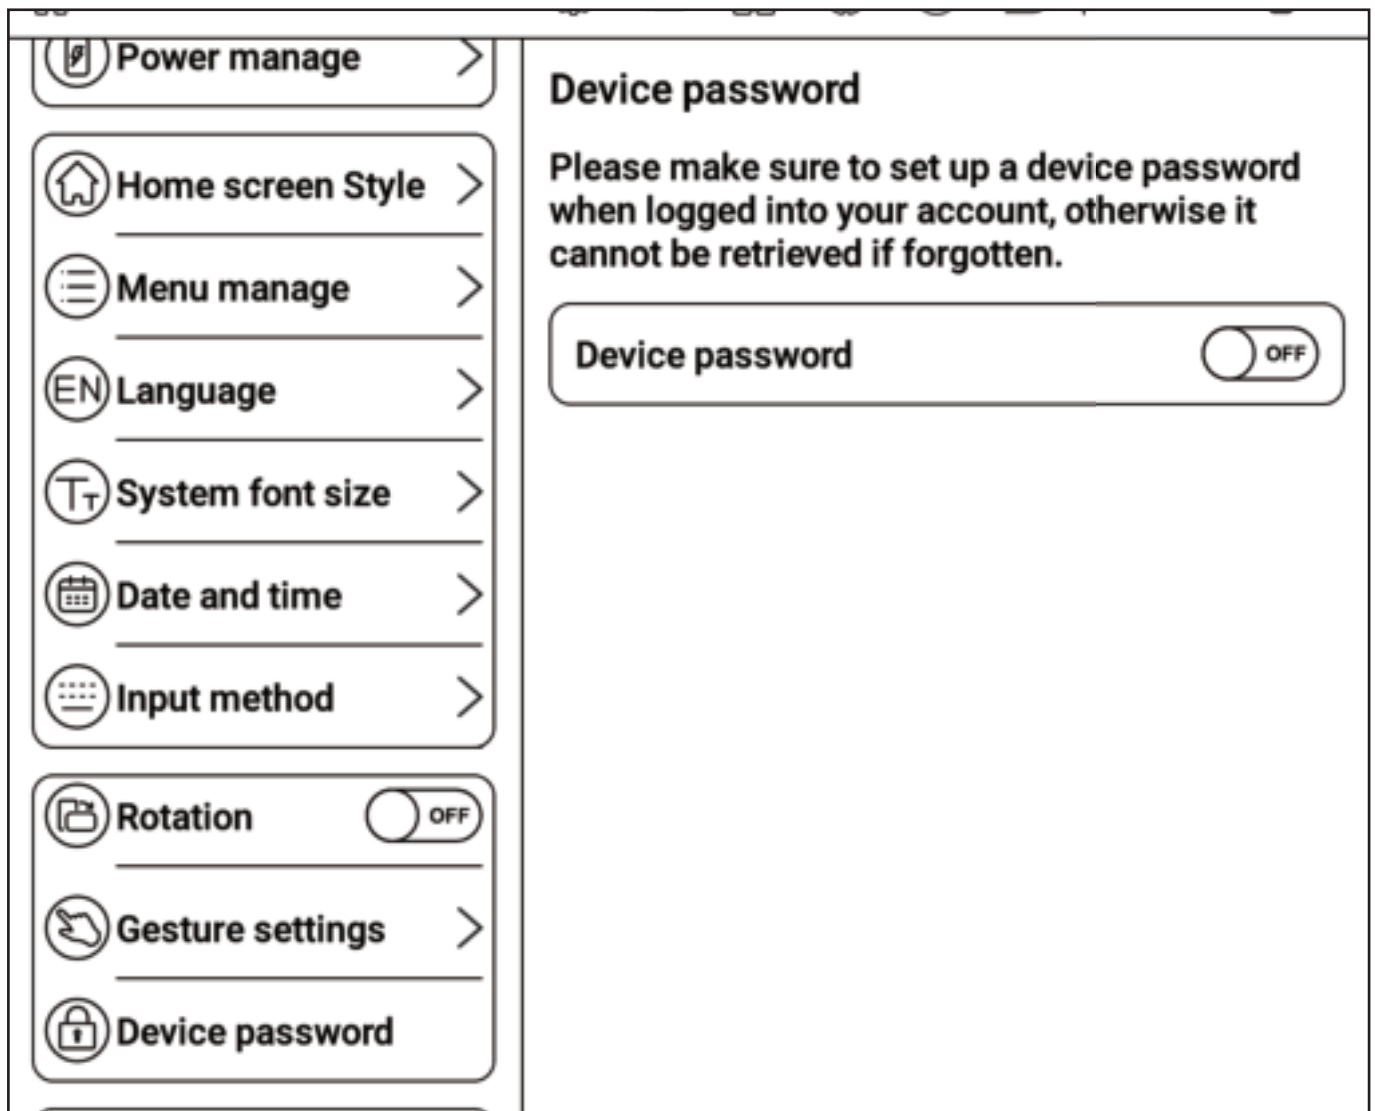 Power manage
Home screen Style
Menu manage
EN Language
Tт System font size
Date and time
Input method
Rotation OFF
Gesture settings
Device password
Device password
Please make sure to set up a device password
when logged into your account, otherwise it
cannot be retrieved if forgotten.
Device password OFF